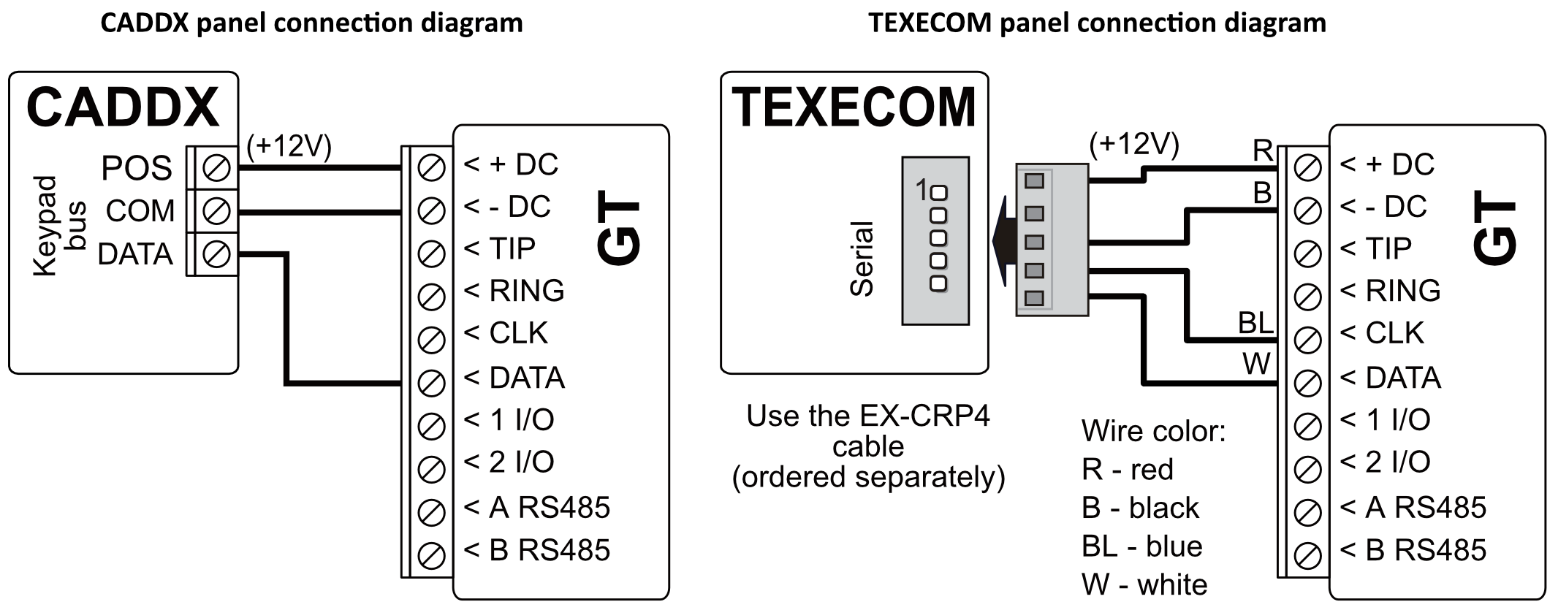 CADDX panel connection diagram
CADDX
Keypad
bus
POS
COM
DATA
(+12V)
< + DC
< - DC
< TIP
< RING
< CLK
< DATA
< 1 I/O
< 2 I/O
< A RS485
< B RS485
GT
TEXECOM panel connection diagram
TEXECOM
Serial
1
Use the EX-CRP4
cable
(ordered separately)
(+12V)
R
B
BL
W
Wire color:
R - red
B - black
BL - blue
W - white
< + DC
< - DC
< TIP
< RING
< CLK
< DATA
< 1 I/O
< 2 I/O
< A RS485
< B RS485
GT